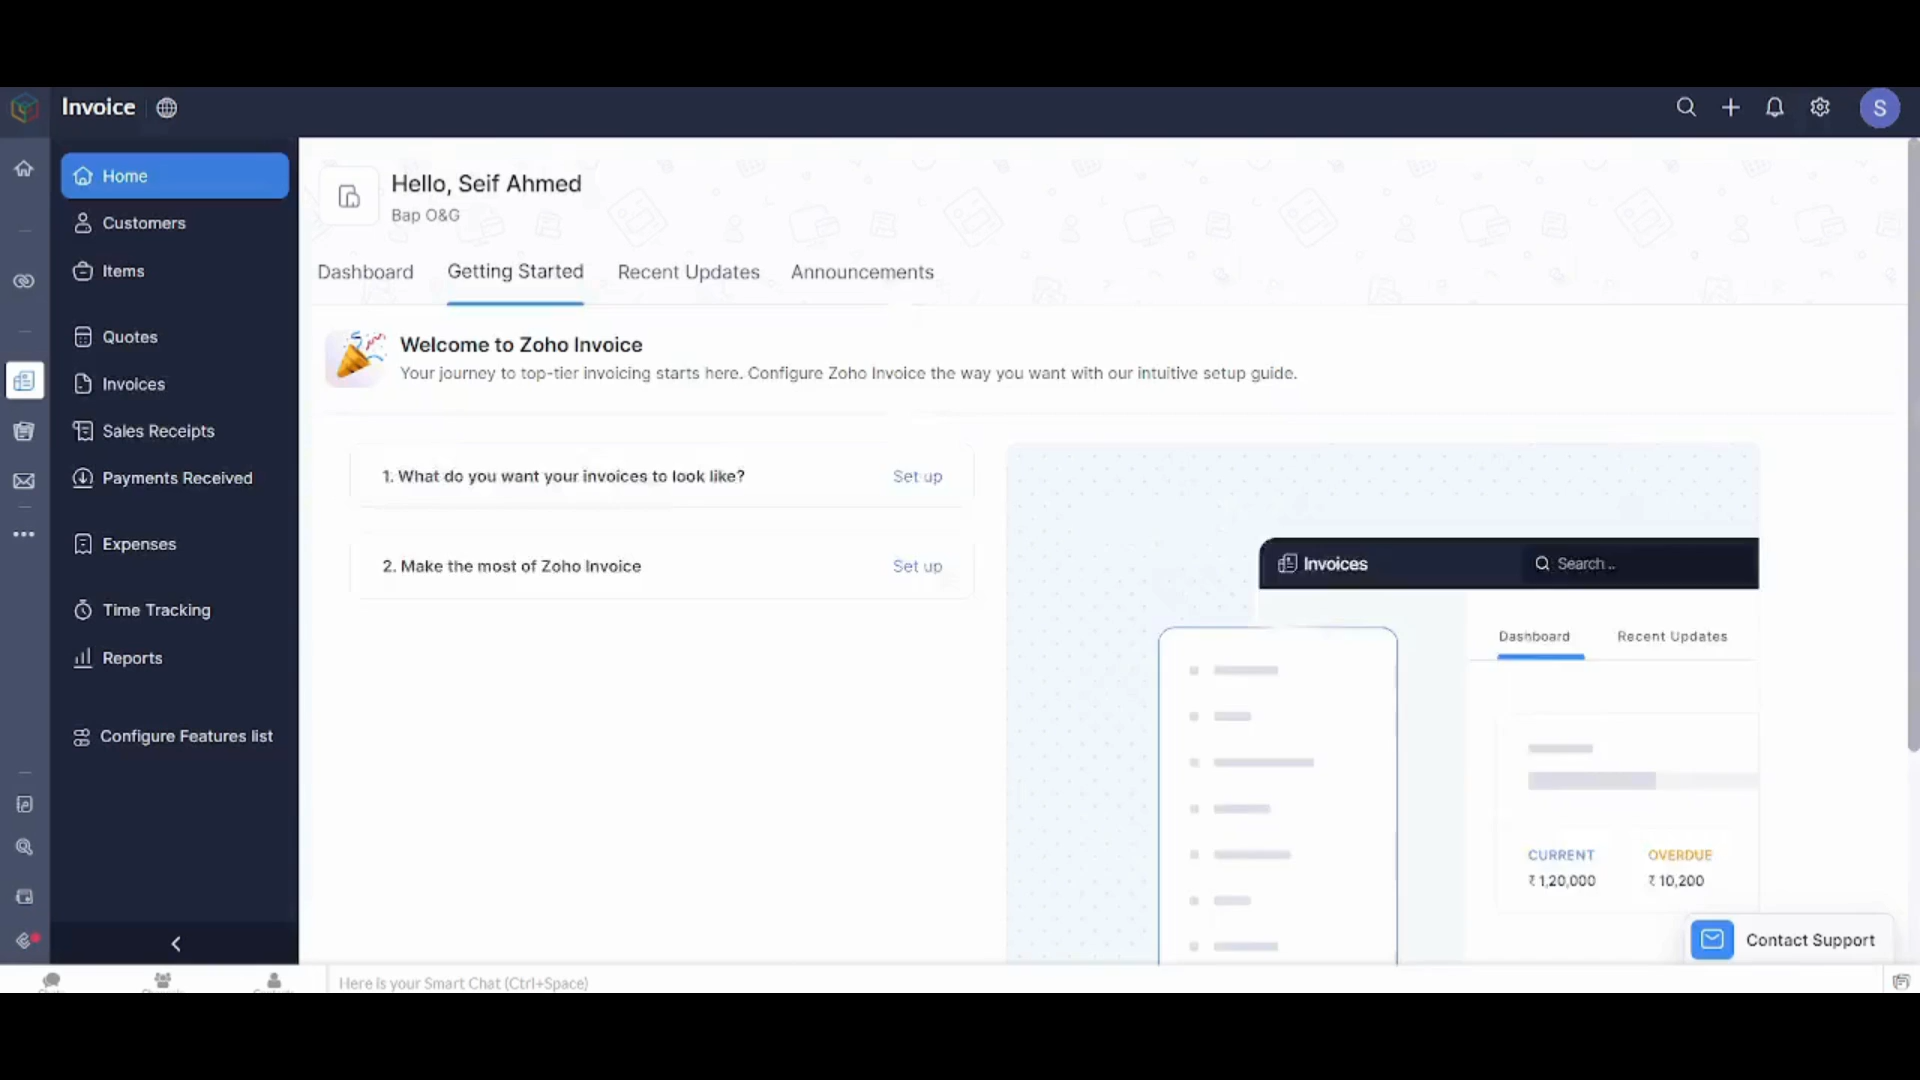 Invoice
S
Home
Customers
Items
Quotes
Invoices
Sales Receipts
Payments Received
Expenses
Time Tracking
Reports
Configure Features list
Hello, Seif Ahmed
Bap O&G
Dashboard
Getting Started
Recent Updates
Announcements
Welcome to Zoho Invoice
Your journey to top-tier invoicing starts here. Configure Zoho Invoice the way you want with our intuitive setup guide.
1. What do you want your invoices to look like?
Set up
2. Make the most of Zoho Invoice
Set up
Invoices
Search ..
Dashboard
Recent Updates
CURRENT
OVERDUE
₹ 1,20,000
₹ 10,200
Contact Support
Here is your Smart Chat (Ctrl+Space)